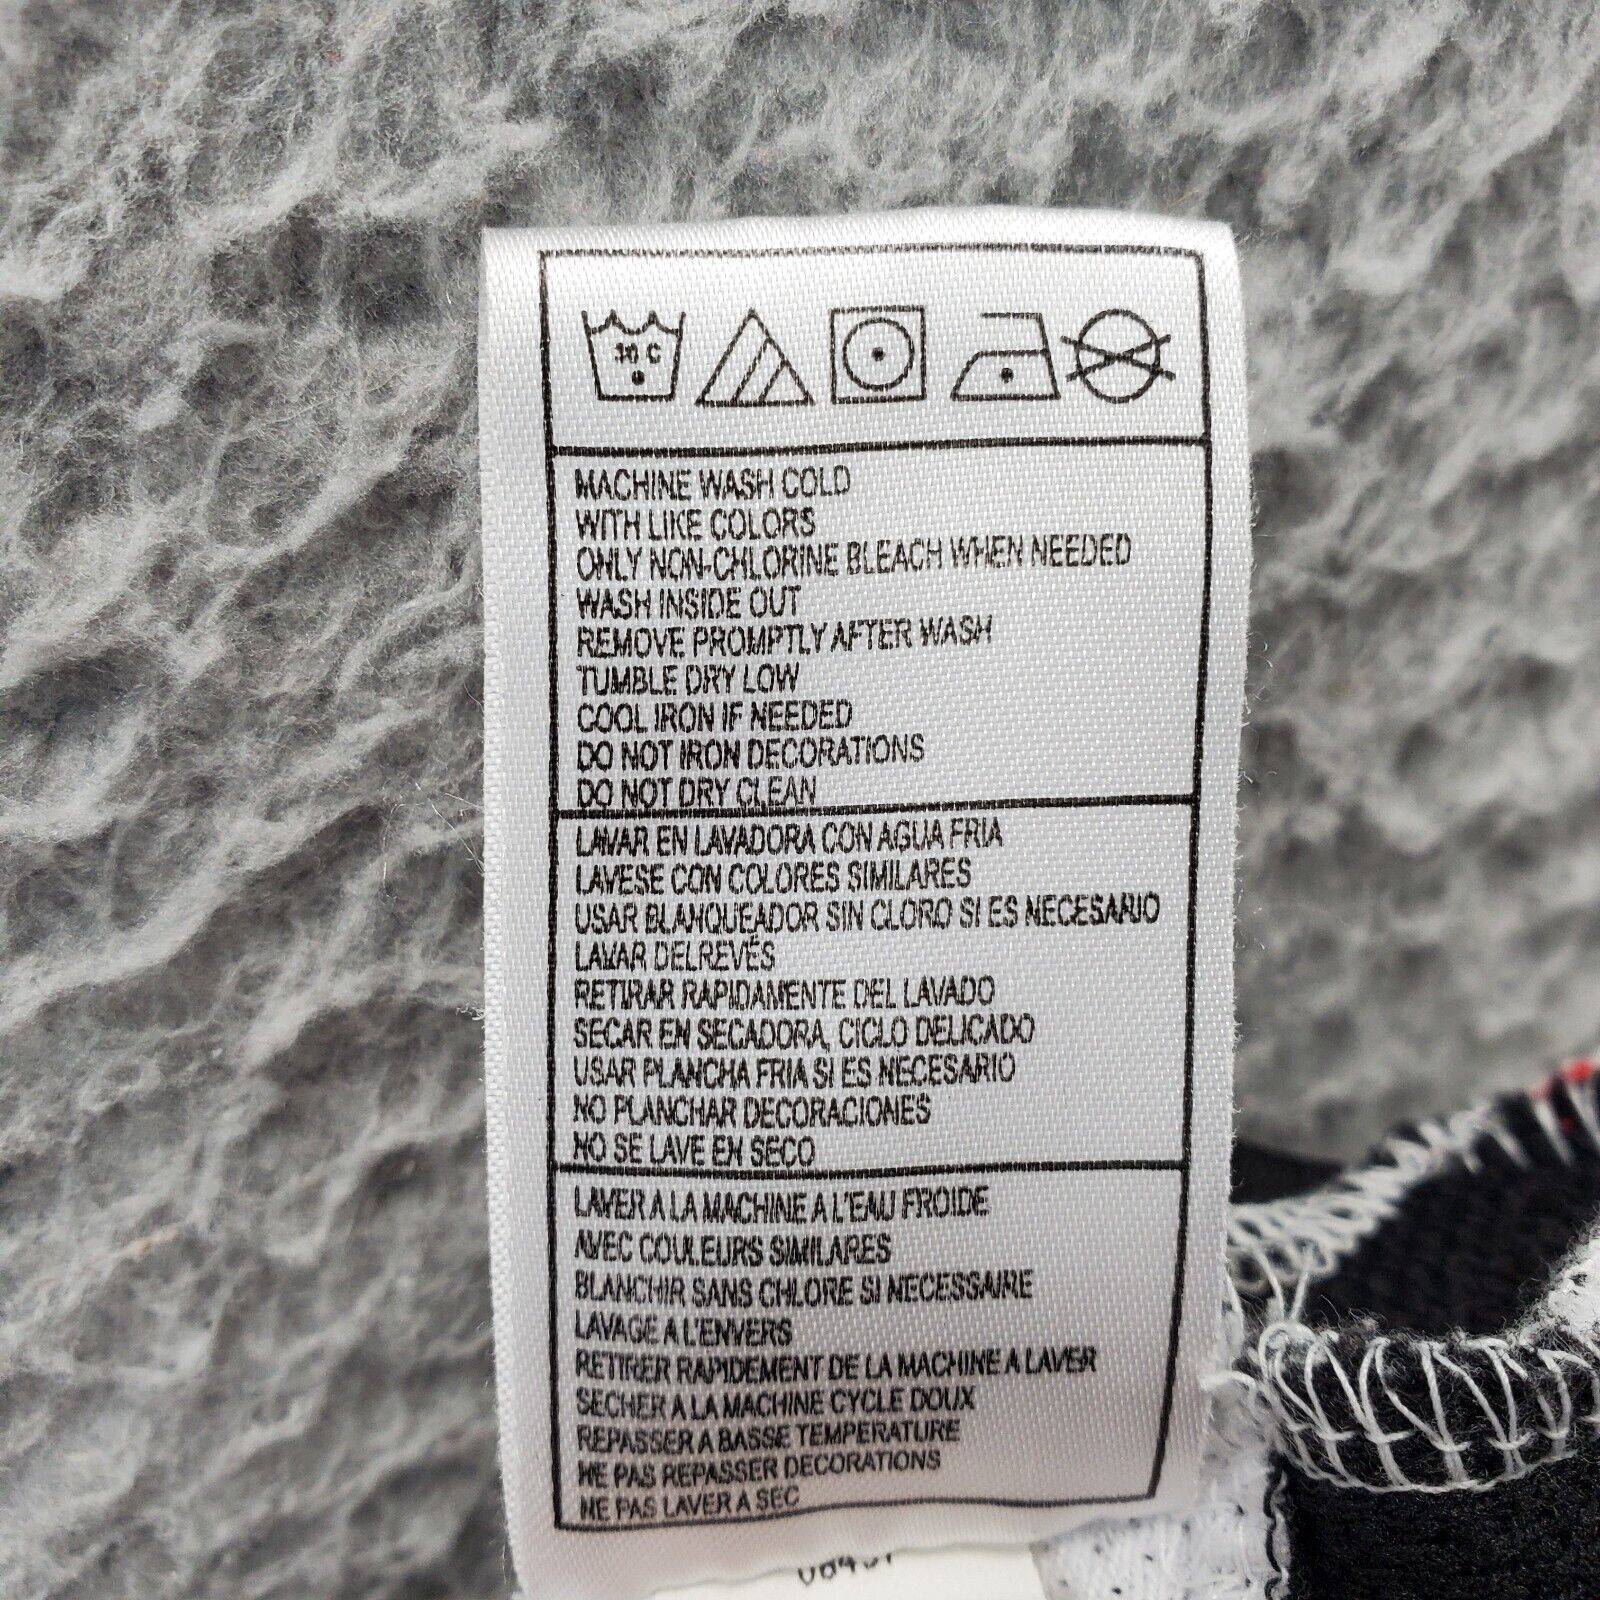 30 C
MACHINE WASH COLD
WITH LIKE COLORS
ONLY NON-CHLORINE BLEACH WHEN NEEDED
WASH INSIDE OUT
REMOVE PROMPTLY AFTER WASH
TUMBLE DRY LOW
COOL IRON IF NEEDED
DO NOT IRON DECORATIONS
DO NOT DRY CLEAN
LAVAR EN LAVADORA CON AGUA FRIA
LAVESE CON COLORES SIMILARES
USAR BLANQUEADOR SIN CLORO SI ES NECESARIO
LAVAR DELREVÉS
RETIRAR RAPIDAMENTE DEL LAVADO
SECAR EN SECADORA, CICLO DELICADO
USAR PLANCHA FRIA SI ES NECESARIO
NO PLANCHAR DECORACIONES
NO SE LAVE EN SECO
LAVER A LA MACHINE A L'EAU FROIDE
AVEC COULEURS SIMILARES
BLANCHIR SANS CHLORE SI NECESSAIRE
LAVAGE A L'ENVERS
RETIRER RAPIDEMENT DE LA MACHINE A LAVER
SECHER A LA MACHINE CYCLE DOUX
REPASSER A BASSE TEMPERATURE
NE PAS REPASSER DECORATIONS
NE PAS LAVER A SEC